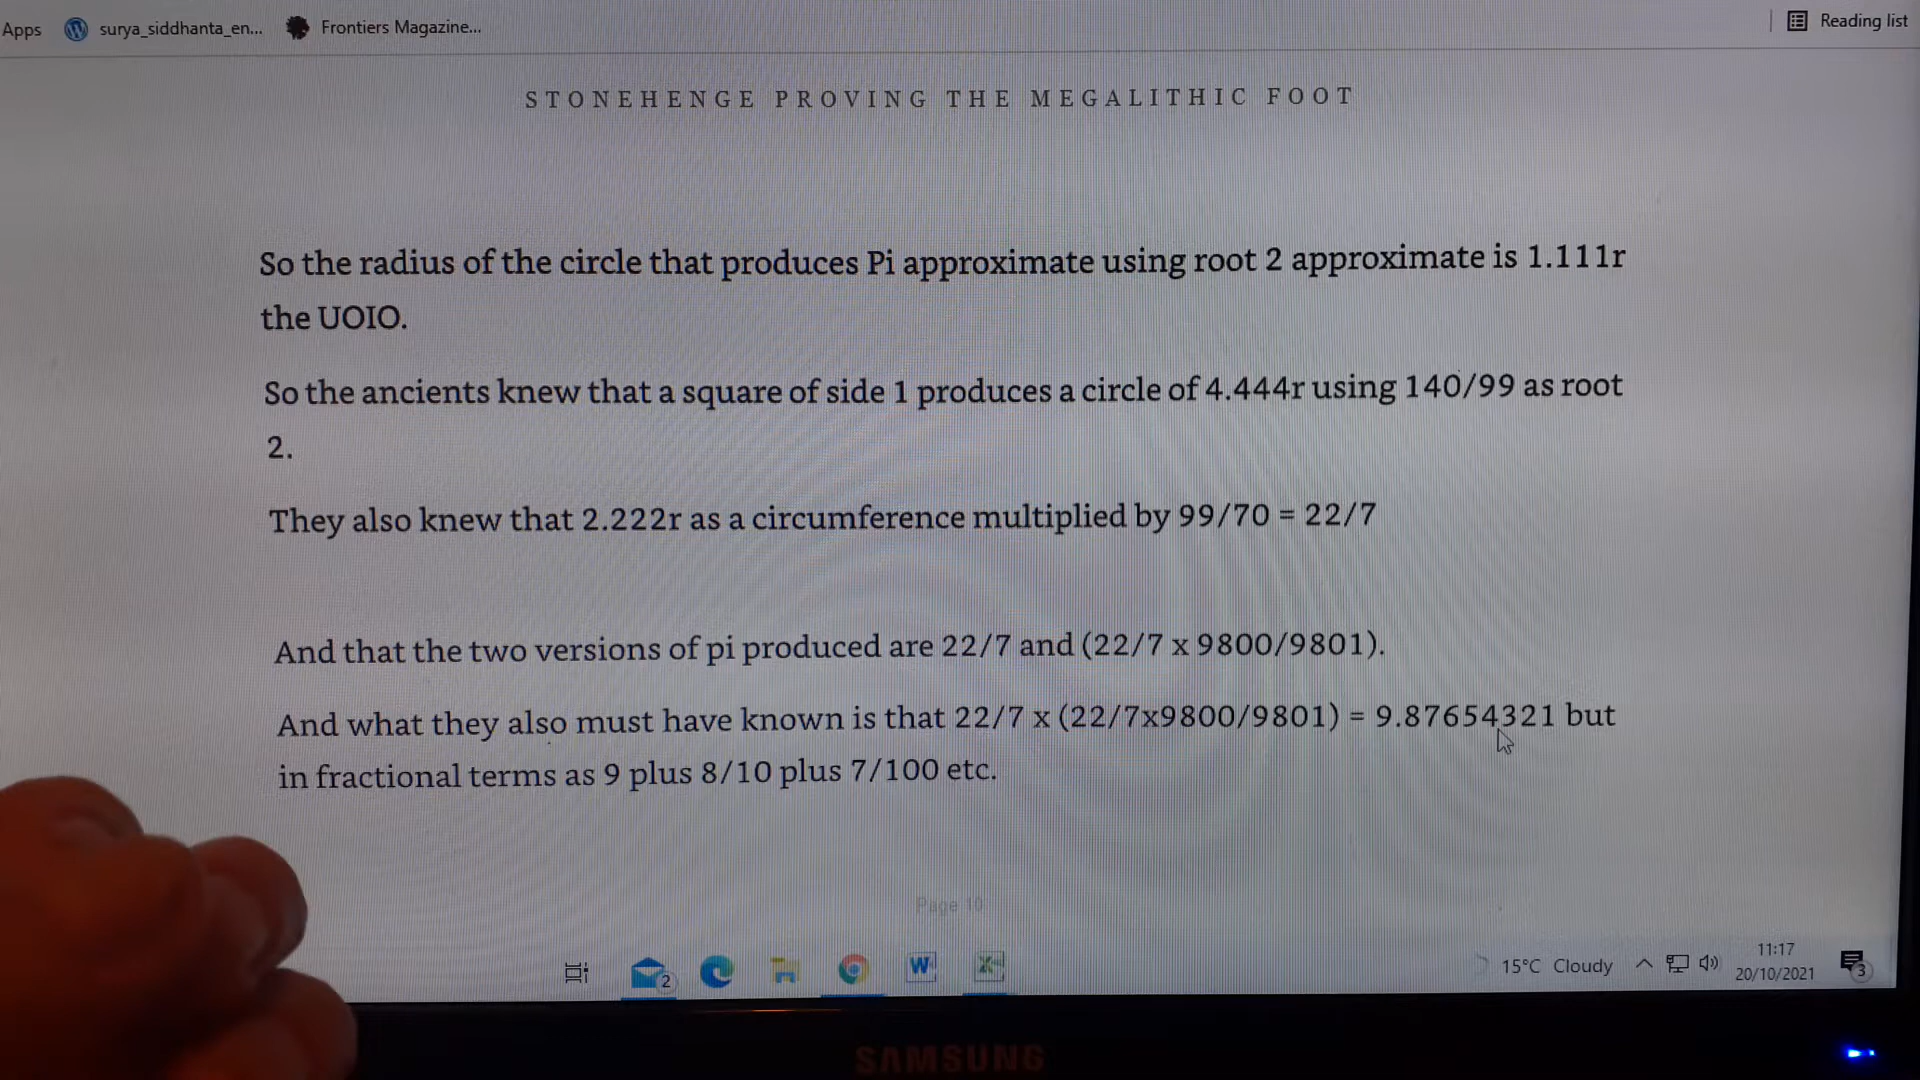 Apps surya_siddhanta_en... Frontiers Magazine... Reading list
STONEHENGE PROVING THE MEGALITHIC FOOT
So the radius of the circle that produces Pi approximate using root 2 approximate is 1.111r
the UOIO.
So the ancients knew that a square of side 1 produces a circle of 4.444r using 140/99 as root
2.
They also knew that 2.222r as a circumference multiplied by 99/70 = 22/7
And that the two versions of pi produced are 22/7 and (22/7 x 9800/9801).
And what they also must have known is that 22/7 x (22/7x9800/9801) = 9.87654321 but
in fractional terms as 9 plus 8/10 plus 7/100 etc.
Page 10
2 W X 15°C Cloudy 11:17
20/10/2021 3
SAMSUNG